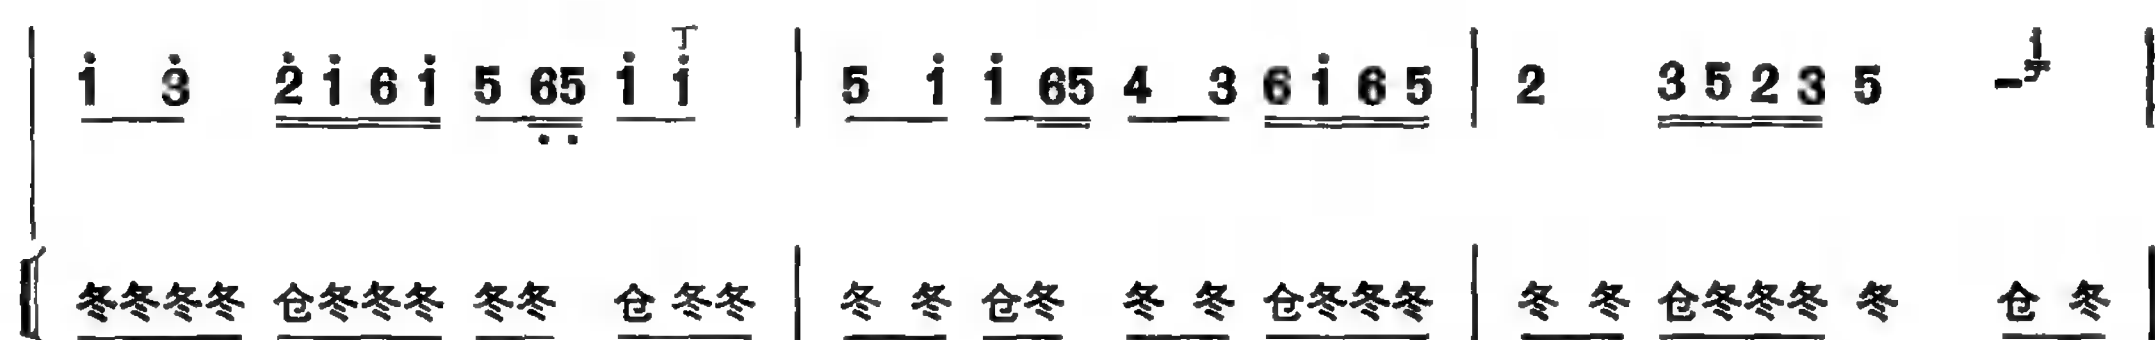 丁
i 3̇ 2̇ i 6 i 5 65 i i | 5 i i 65 4 3 6 i 6 5 | 2 3 5 2 3 5 –
冬冬冬冬 仓冬冬冬 冬冬 仓 冬冬 | 冬 冬 仓冬 冬 冬 仓冬冬冬 | 冬 冬 仓冬冬冬 冬 仓 冬